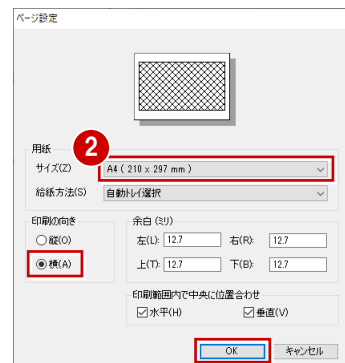 ページ設定
用紙
2
サイズ(Z) A4 ( 210 x 297 mm )
給紙方法(S) 自動トレイ選択
印刷の向き 余白 (ミリ)
縦(O) 左(L): 12.7 右(R): 12.7
横(A) 上(T): 12.7 下(B): 12.7
印刷範囲内で中央に位置合わせ
水平(H) 垂直(V)
OK キャンセル